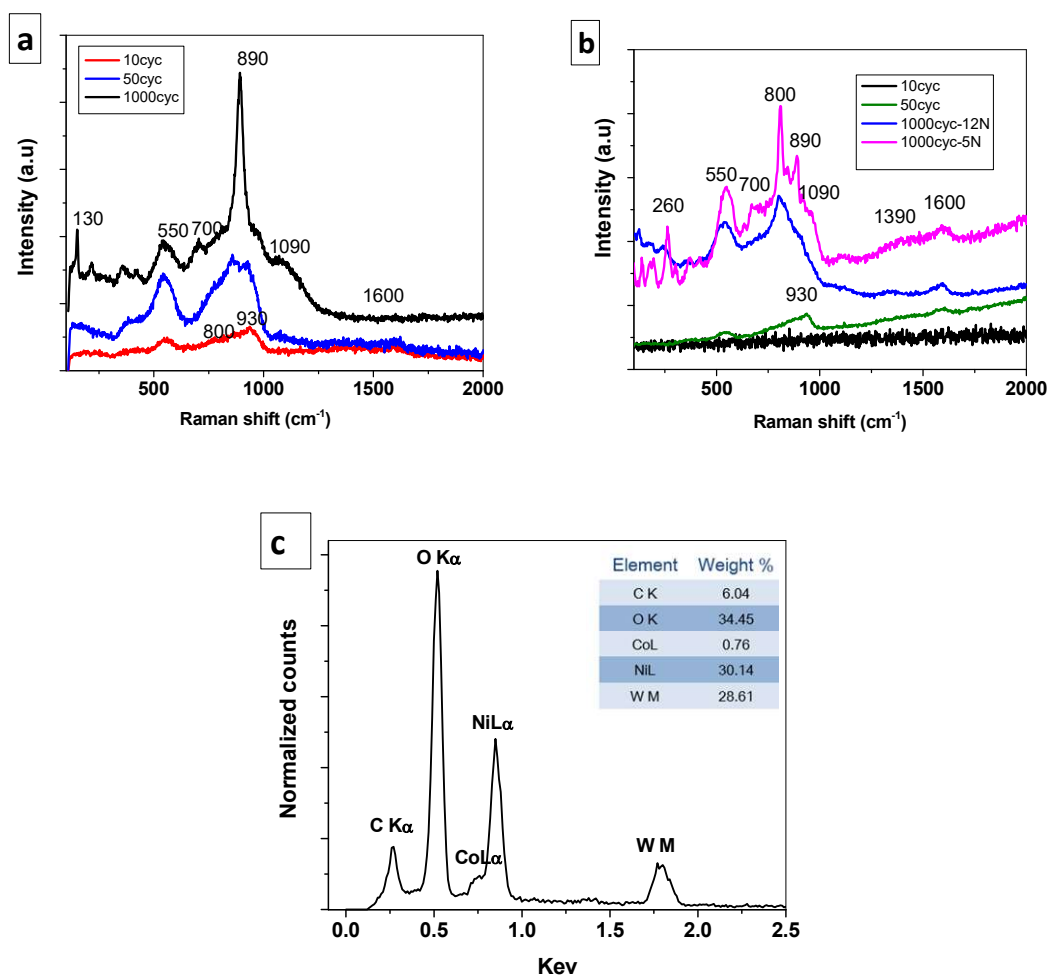 a
10cyc
50cyc
1000cyc
890
130
550
700
1090
1600
800
930
Intensity (a.u)
500
1000
1500
2000
Raman shift (cm-1)
b
10cyc
50cyc
1000cyc-12N
1000cyc-5N
800
890
550
700
1090
260
1390
1600
930
Intensity (a.u)
500
1000
1500
2000
Raman shift (cm-1)
c
O Kα
Element Weight %
C K 6.04
O K 34.45
CoL 0.76
NiL 30.14
W M 28.61
NiLα
C Kα
CoLα
W M
Normalized counts
0.0 0.5 1.0 1.5 2.0 2.5
Kev